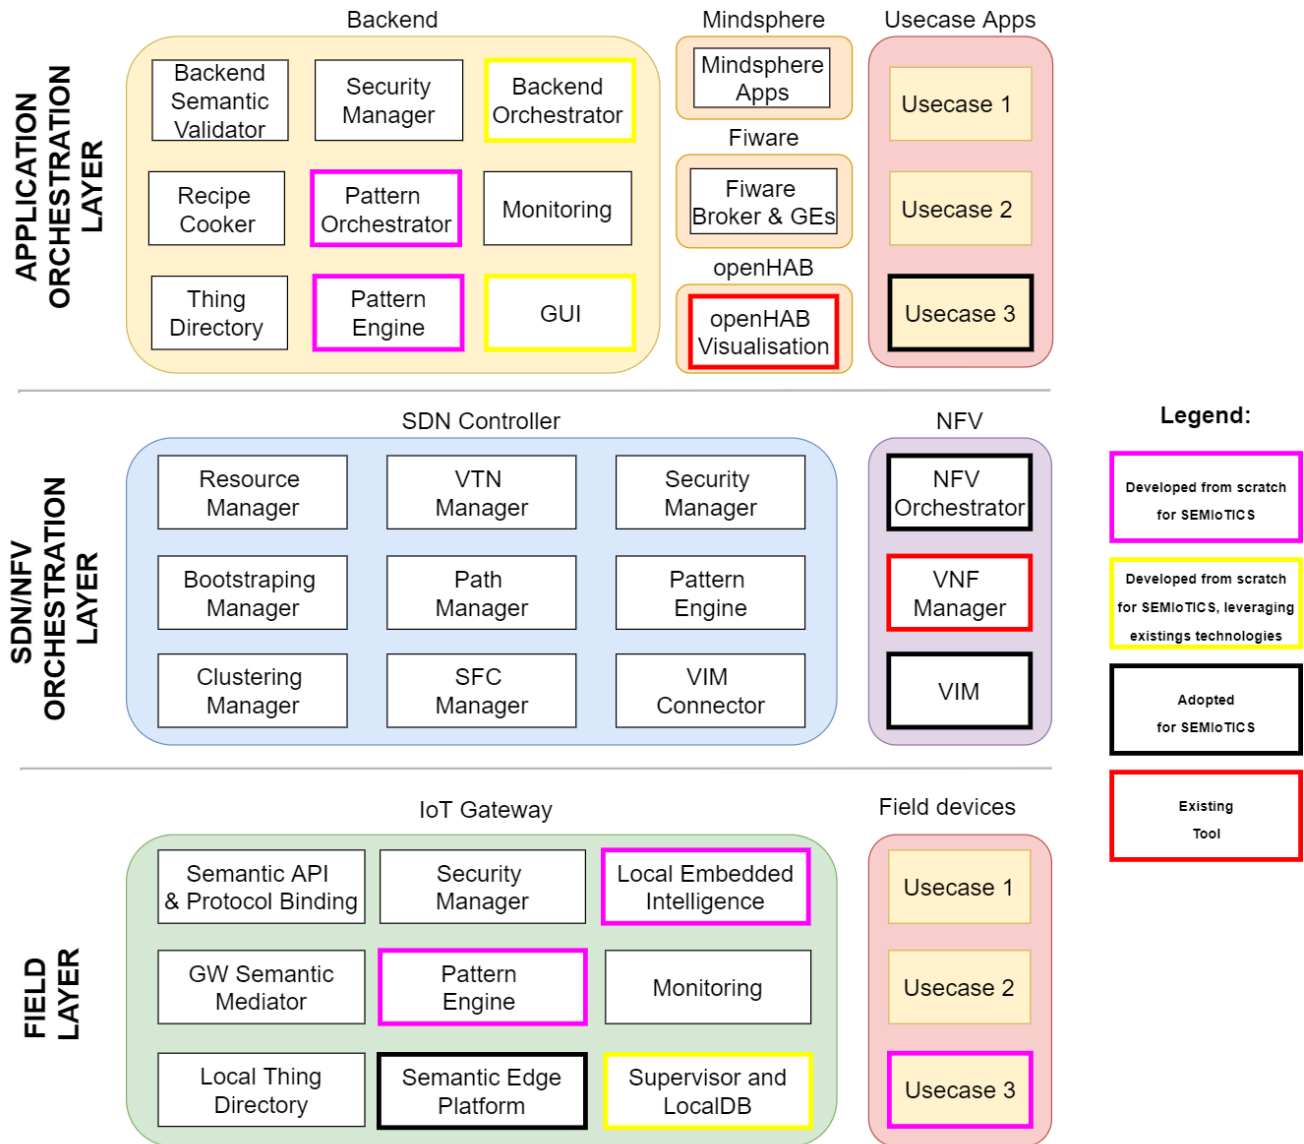 Backend
Mindsphere
Usecase Apps
APPLICATION
ORCHESTRATION
LAYER
Backend
Semantic
Validator
Security
Manager
Backend
Orchestrator
Recipe
Cooker
Pattern
Orchestrator
Monitoring
Thing
Directory
Pattern
Engine
GUI
Mindsphere
Apps
Fiware
Fiware
Broker & GEs
openHAB
openHAB
Visualisation
Usecase 1
Usecase 2
Usecase 3
SDN/NFV
ORCHESTRATION
LAYER
SDN Controller
NFV
Resource
Manager
VTN
Manager
Security
Manager
Bootstraping
Manager
Path
Manager
Pattern
Engine
Clustering
Manager
SFC
Manager
VIM
Connector
NFV
Orchestrator
VNF
Manager
VIM
FIELD
LAYER
IoT Gateway
Field devices
Semantic API
& Protocol Binding
Security
Manager
Local Embedded
Intelligence
GW Semantic
Mediator
Pattern
Engine
Monitoring
Local Thing
Directory
Semantic Edge
Platform
Supervisor and
LocalDB
Usecase 1
Usecase 2
Usecase 3
Legend:
Developed from scratch
for SEMIoTICS
Developed from scratch
for SEMIoTICS, leveraging
existings technologies
Adopted
for SEMIoTICS
Existing
Tool